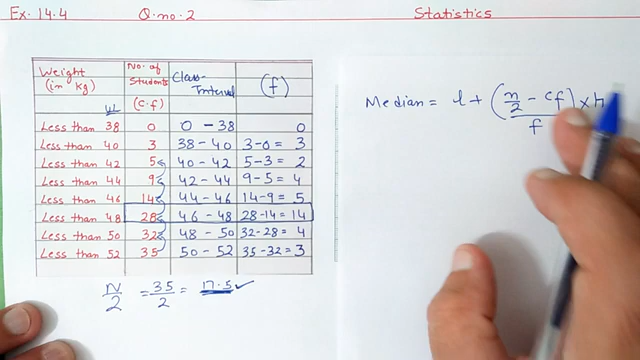 Ex. 14.4 Q.no.2 Statistics
Weight (in kg) No. of Students (C.f) Class-Interval (f)
Less than 38 0 0 - 38 0
Less than 40 3 38 - 40 3-0 = 3
Less than 42 5 40 - 42 5-3 = 2
Less than 44 9 42 - 44 9-5 = 4
Less than 46 14 44 - 46 14-9 = 5
Less than 48 28 46 - 48 28-14 = 14
Less than 50 32 48 - 50 32-28 = 4
Less than 52 35 50 - 52 35-32 = 3
N/2 = 35/2 = 17.5 ✓
Median = l + (n/2 - cf / f) × h